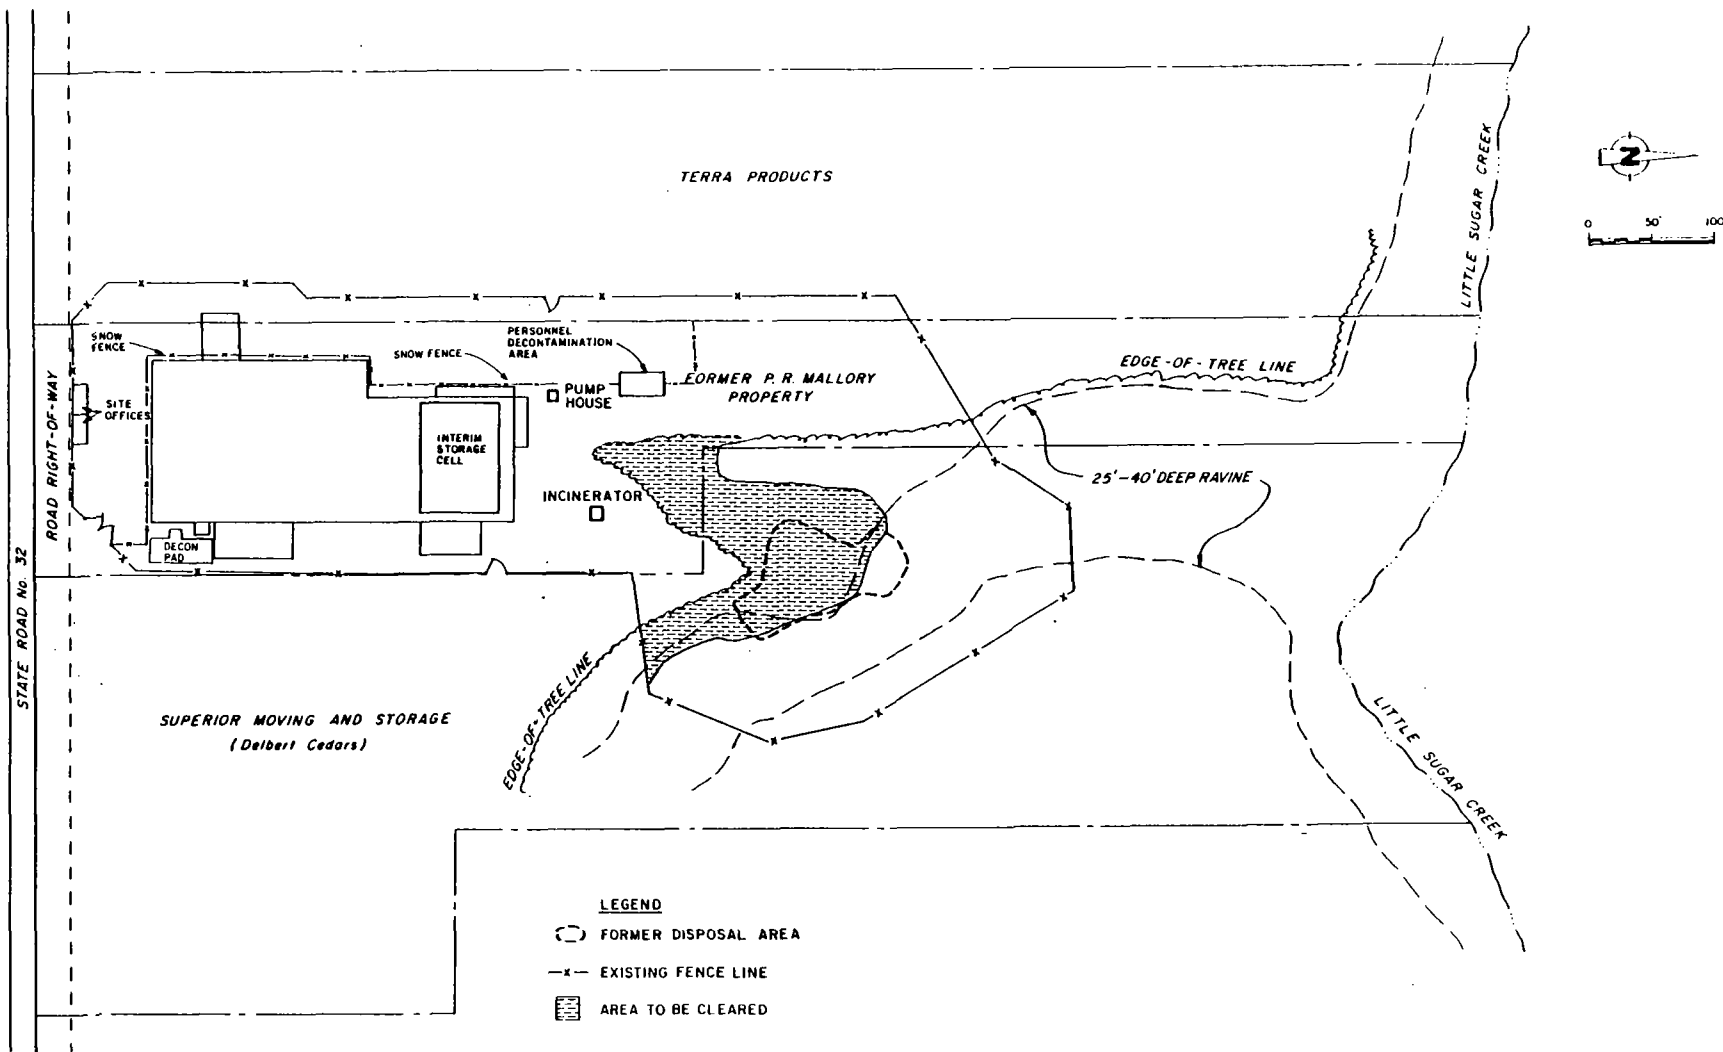 TERRA PRODUCTS
LITTLE SUGAR CREEK
N
0 50' 100
SNOW
FENCE
SNOW FENCE
PERSONNEL
DECONTAMINATION
AREA
EDGE-OF-TREE LINE
FORMER P. R. MALLORY
PROPERTY
PUMP
HOUSE
SITE
OFFICES
ROAD RIGHT-OF-WAY
INTERIM
STORAGE
CELL
INCINERATOR
25'-40' DEEP RAVINE
DECON
PAD
STATE ROAD No. 32
EDGE-OF-TREE LINE
SUPERIOR MOVING AND STORAGE
(Delbert Cedars)
LITTLE SUGAR CREEK
LEGEND
FORMER DISPOSAL AREA
-x- EXISTING FENCE LINE
AREA TO BE CLEARED